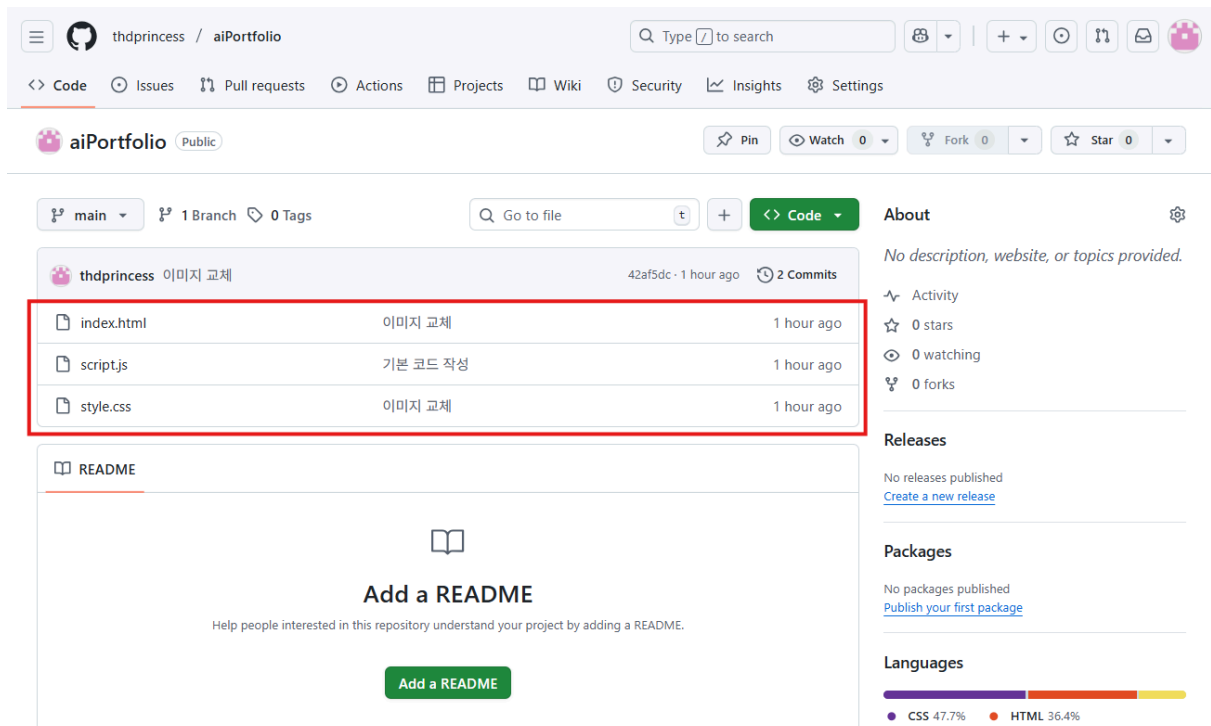 thdprincess / aiPortfolio
Type / to search
Code Issues Pull requests Actions Projects Wiki Security Insights Settings
aiPortfolio Public
Pin Watch 0 Fork 0 Star 0
main 1 Branch 0 Tags
Go to file t
Code
thdprincess 이미지 교체 42af5dc · 1 hour ago 2 Commits
index.html 이미지 교체 1 hour ago
script.js 기본 코드 작성 1 hour ago
style.css 이미지 교체 1 hour ago
README
Add a README
Help people interested in this repository understand your project by adding a README.
Add a README
About
No description, website, or topics provided.
Activity
0 stars
0 watching
0 forks
Releases
No releases published
Create a new release
Packages
No packages published
Publish your first package
Languages
CSS 47.7% HTML 36.4%